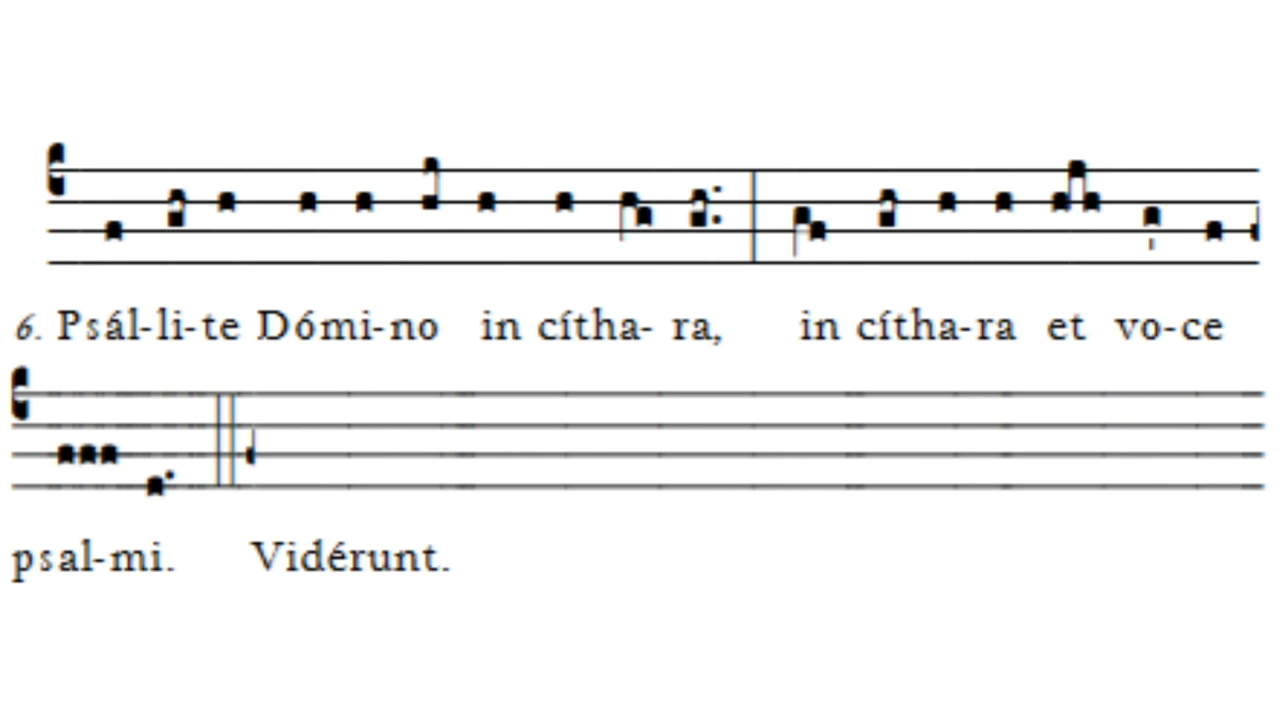 6. Psál-li-te Dómi-no in cítha- ra, in cítha-ra et vo-ce
psal-mi. Vidérunt.